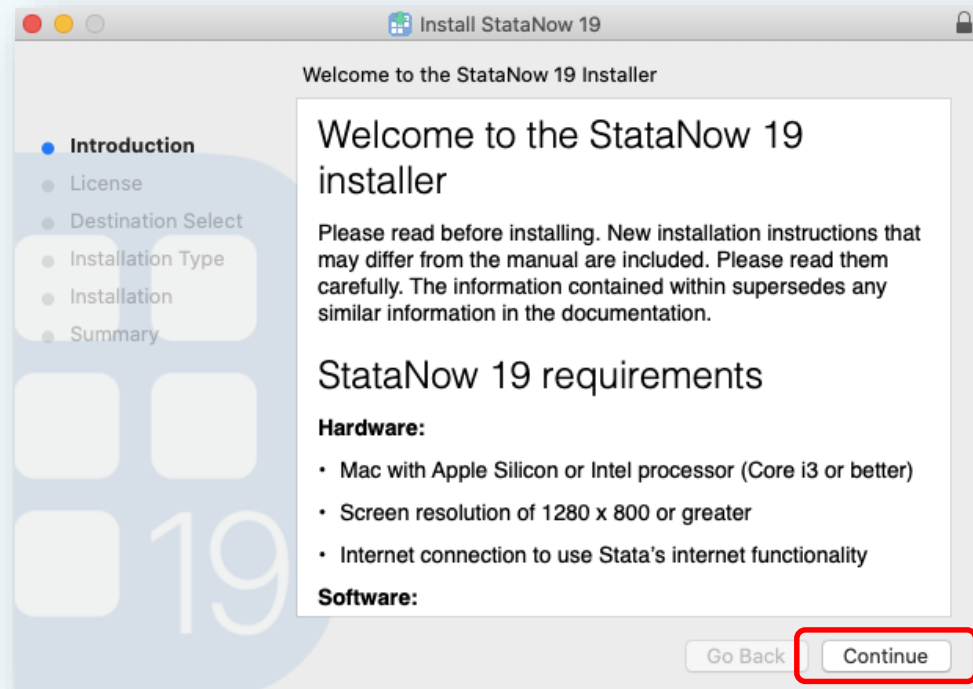 Install StataNow 19
Welcome to the StataNow 19 Installer
Introduction
License
Destination Select
Installation Type
Installation
Summary
19
Welcome to the StataNow 19
installer
Please read before installing. New installation instructions that
may differ from the manual are included. Please read them
carefully. The information contained within supersedes any
similar information in the documentation.
StataNow 19 requirements
Hardware:
• Mac with Apple Silicon or Intel processor (Core i3 or better)
• Screen resolution of 1280 x 800 or greater
• Internet connection to use Stata's internet functionality
Software:
Go Back
Continue